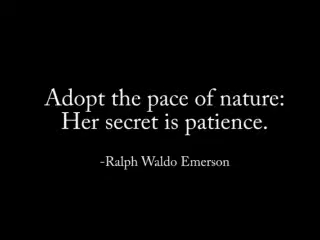 Adopt the pace of nature:
Her secret is patience.
-Ralph Waldo Emerson